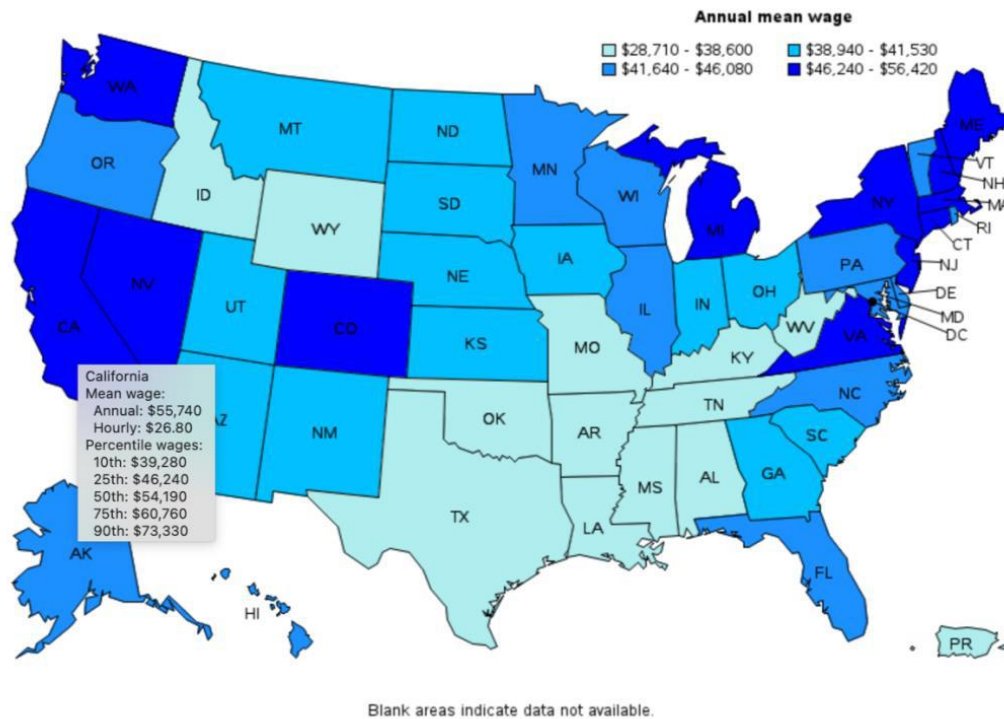 Annual mean wage
$28,710 - $38,600
$38,940 - $41,530
$41,640 - $46,080
$46,240 - $56,420
WA
MT
ND
MN
ME
OR
ID
SD
WI
VT
NH
WY
MI
NY
MA
RI
CT
NV
NE
IA
PA
NJ
UT
CO
IL
IN
OH
DE
MD
DC
CA
KS
MO
WV
VA
KY
California
Mean wage:
Annual: $55,740
Hourly: $26.80
Percentile wages:
10th: $39,280
25th: $46,240
50th: $54,190
75th: $60,760
90th: $73,330
AZ
NM
OK
AR
TN
NC
SC
MS
AL
GA
TX
LA
AK
HI
FL
PR
Blank areas indicate data not available.